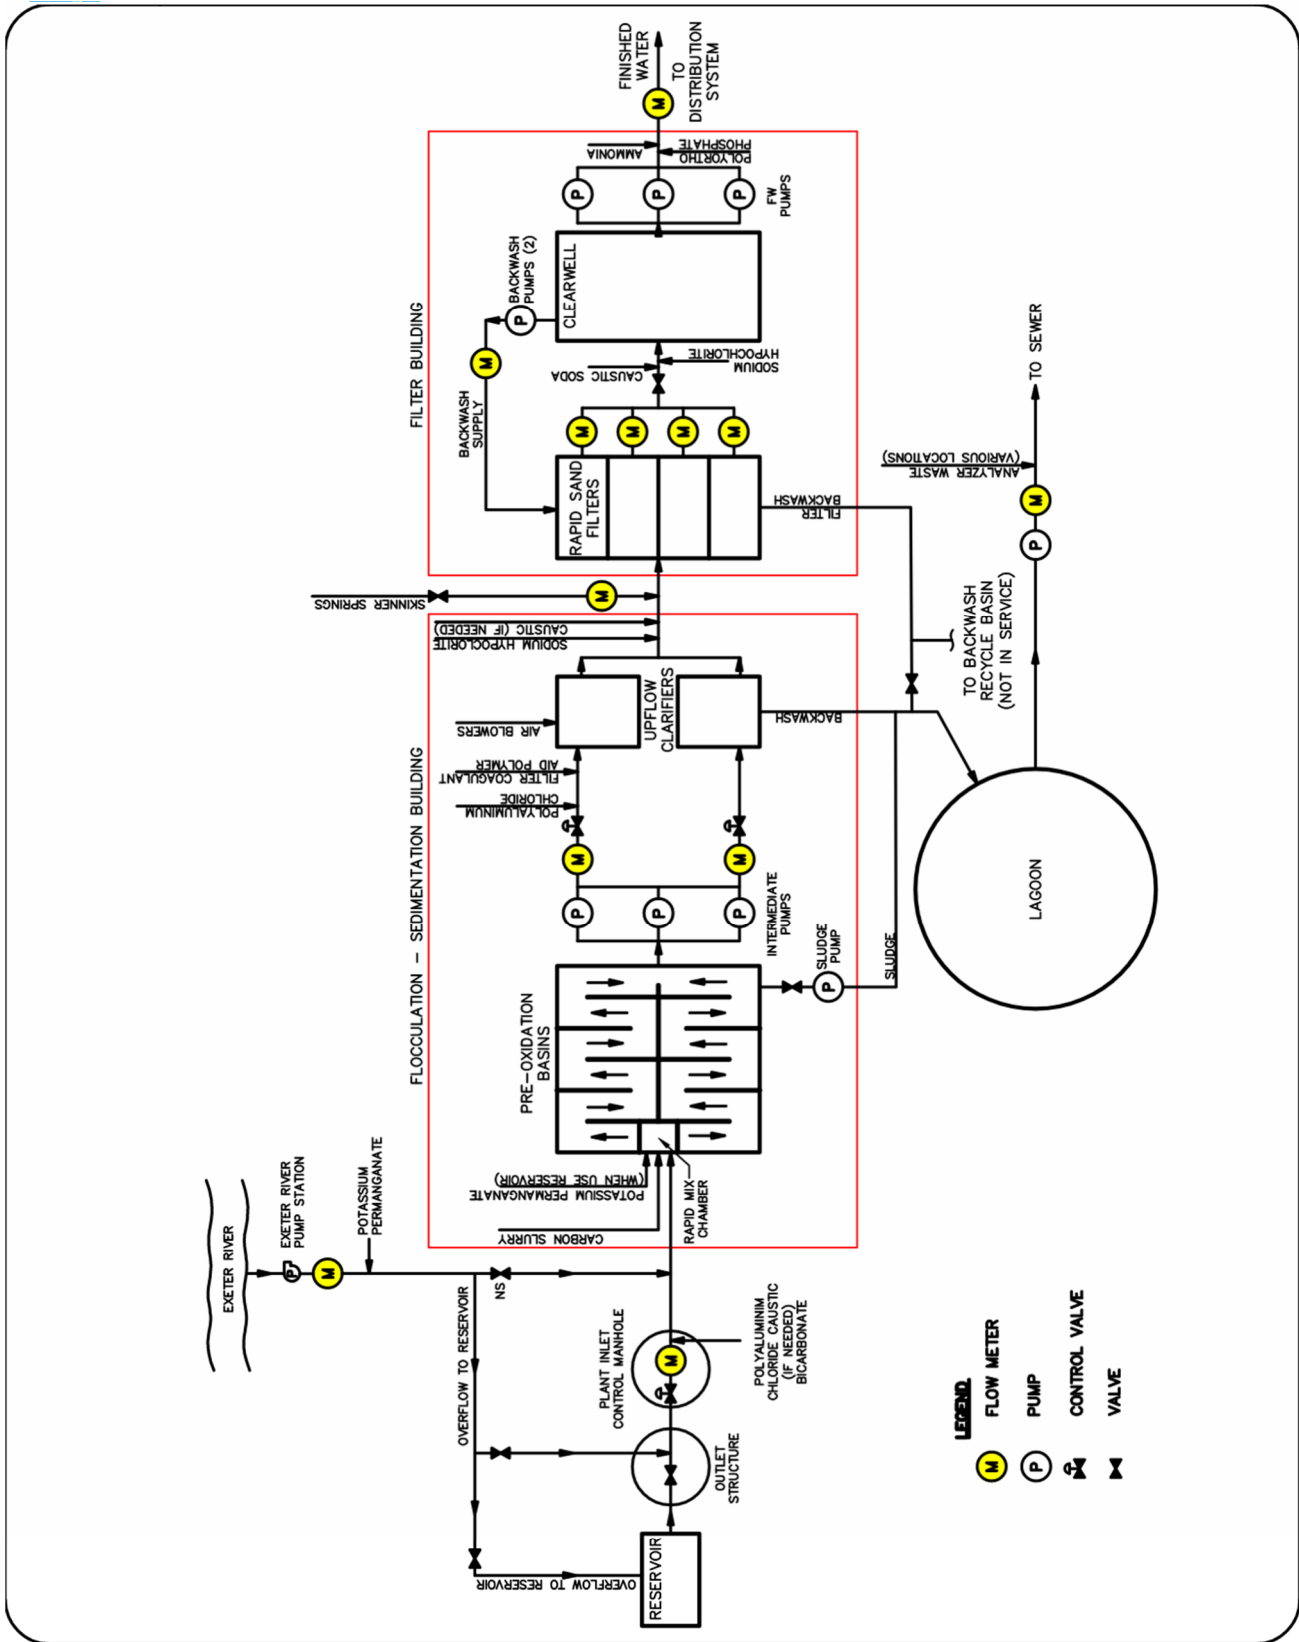 EXETER RIVER
EXETER RIVER
PUMP STATION
M
P
POTASSIUM
PERMANGANATE
OVERFLOW TO RESERVOIR
NS
OVERFLOW TO RESERVOIR
RESERVOIR
OUTLET
STRUCTURE
PLANT INLET
CONTROL MANHOLE
M
POLYALUMINIM
CHLORIDE CAUSTIC
(IF NEEDED)
BICARBONATE
FLOCCULATION - SEDIMENTATION BUILDING
CARBON SLURRY
POTASSIUM PERMANGANATE
(WHEN USE RESERVOIR)
RAPID MIX
CHAMBER
PRE-OXIDATION
BASINS
P
P
P
INTERMEDIATE
PUMPS
M
M
P
SLUDGE
PUMP
SLUDGE
POLYALUMINUM
CHLORIDE
FILTER COAGULANT
AID POLYMER
AIR BLOWERS
UPFLOW
CLARIFIERS
BACKWASH
SODIUM HYPOCLORITE
CAUSTIC (IF NEEDED)
SKINNER SPRINGS
M
FILTER BUILDING
RAPID SAND
FILTERS
M
M
M
M
BACKWASH
SUPPLY
M
P
BACKWASH
PUMPS (2)
CAUSTIC SODA
SODIUM
HYPOCHLORITE
CLEARWELL
P
P
P
FW
PUMPS
AMMONIA
POLYORTHO
PHOSPHATE
M
FINISHED
WATER
TO
DISTRIBUTION
SYSTEM
FILTER
BACKWASH
TO BACKWASH
RECYCLE BASIN
(NOT IN SERVICE)
LAGOON
P
M
ANALYZER WASTE
(VARIOUS LOCATIONS)
TO SEWER
LEGEND
M FLOW METER
P PUMP
CONTROL VALVE
VALVE